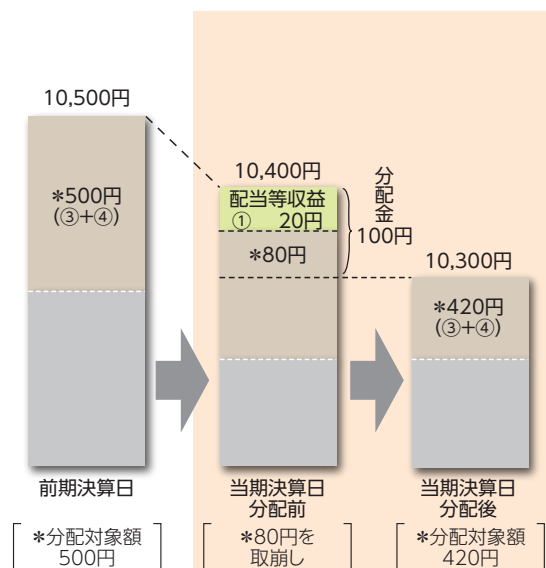 10,500円
*500円
(③+④)
前期決算日
*分配対象額
500円
10,400円
配当等収益
① 20円
*80円
分配金
100円
当期決算日
分配前
*80円を
取崩し
10,300円
*420円
(③+④)
当期決算日
分配後
*分配対象額
420円